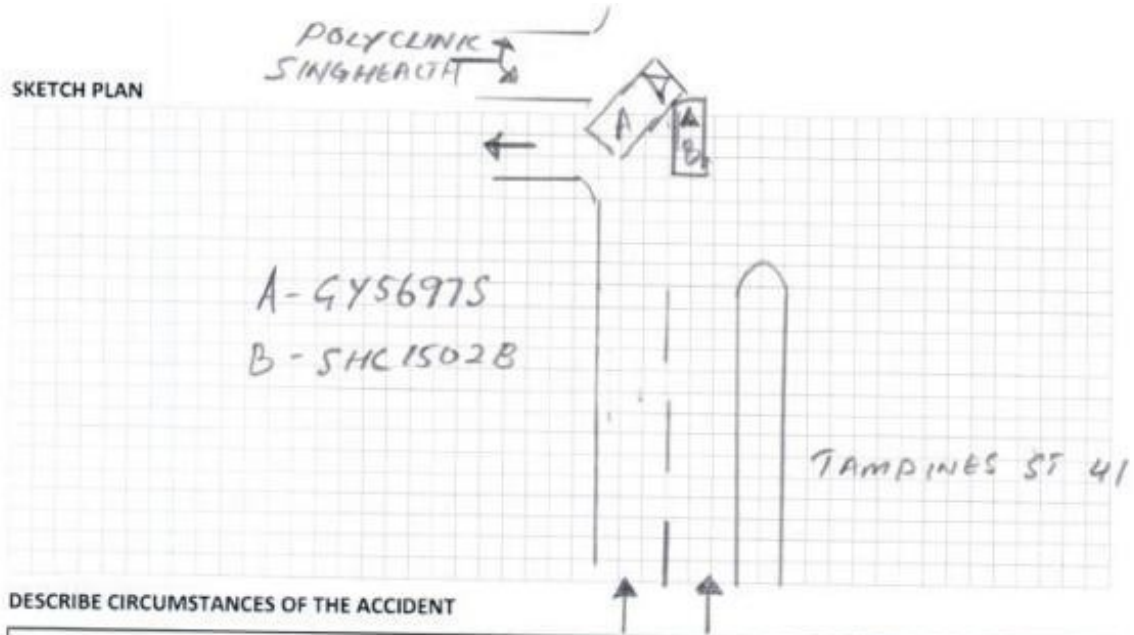 POLYCLINIC
SINGHEALTH
SKETCH PLAN
A
B
A - GY5697S
B - SHC1502B
TAMPINES ST 41
DESCRIBE CIRCUMSTANCES OF THE ACCIDENT